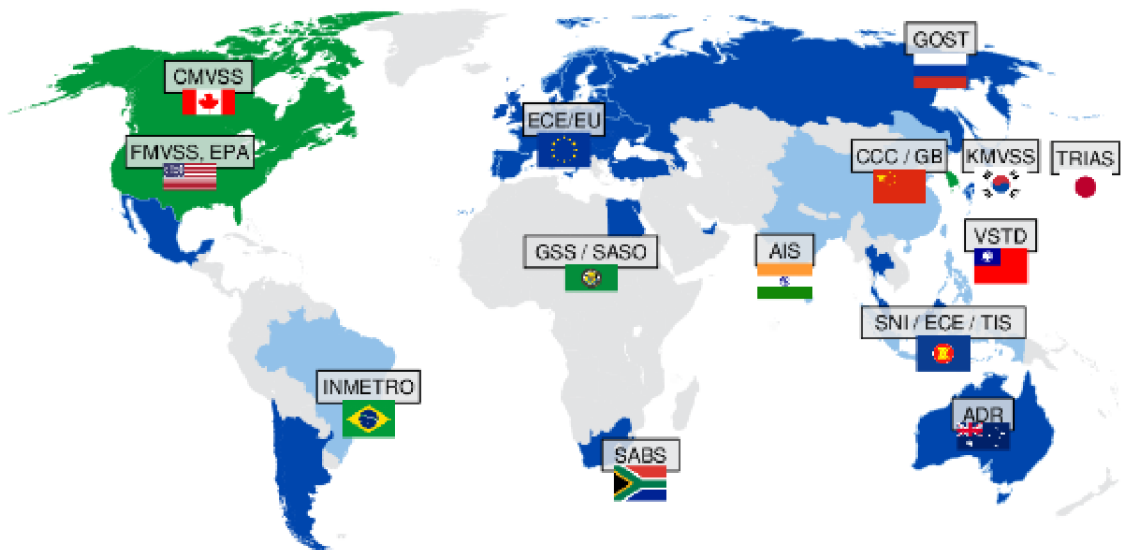 GOST
CMVSS
ECE/EU
FMVSS, EPA
CCC / GB
KMVSS
TRIAS
GSS / SASO
AIS
VSTD
SNI / ECE / TIS
INMETRO
ADR
SABS